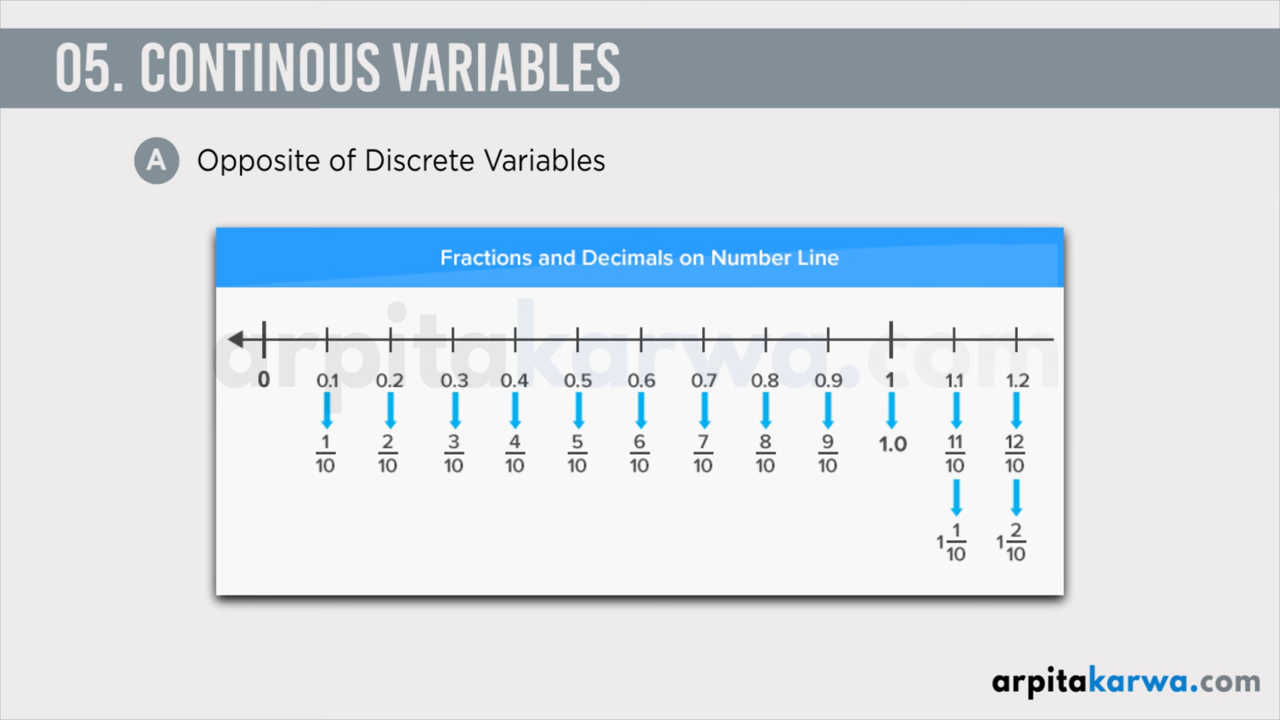 05. CONTINOUS VARIABLES
A Opposite of Discrete Variables
Fractions and Decimals on Number Line
arpitakarwa.com
0 0.1 0.2 0.3 0.4 0.5 0.6 0.7 0.8 0.9 1 1.1 1.2
1/10 2/10 3/10 4/10 5/10 6/10 7/10 8/10 9/10 1.0 11/10 12/10
1 1/10 1 2/10
arpitakarwa.com